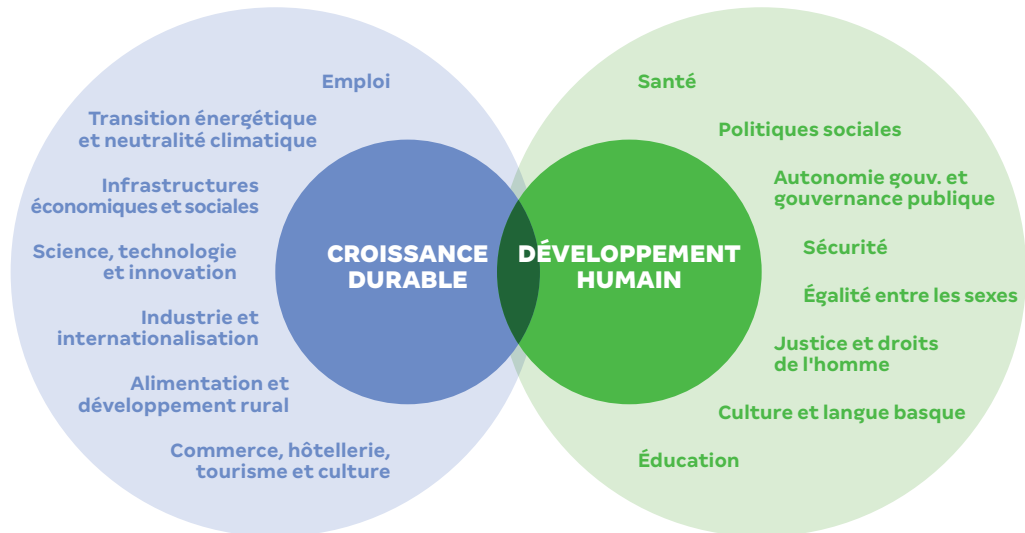 Emploi
Transition énergétique
et neutralité climatique
Infrastructures
économiques et sociales
Science, technologie
et innovation
Industrie et
internationalisation
Alimentation et
développement rural
Commerce, hôtellerie,
tourisme et culture
CROISSANCE
DURABLE
DÉVELOPPEMENT
HUMAIN
Santé
Politiques sociales
Autonomie gouv. et
gouvernance publique
Sécurité
Égalité entre les sexes
Justice et droits
de l'homme
Culture et langue basque
Éducation